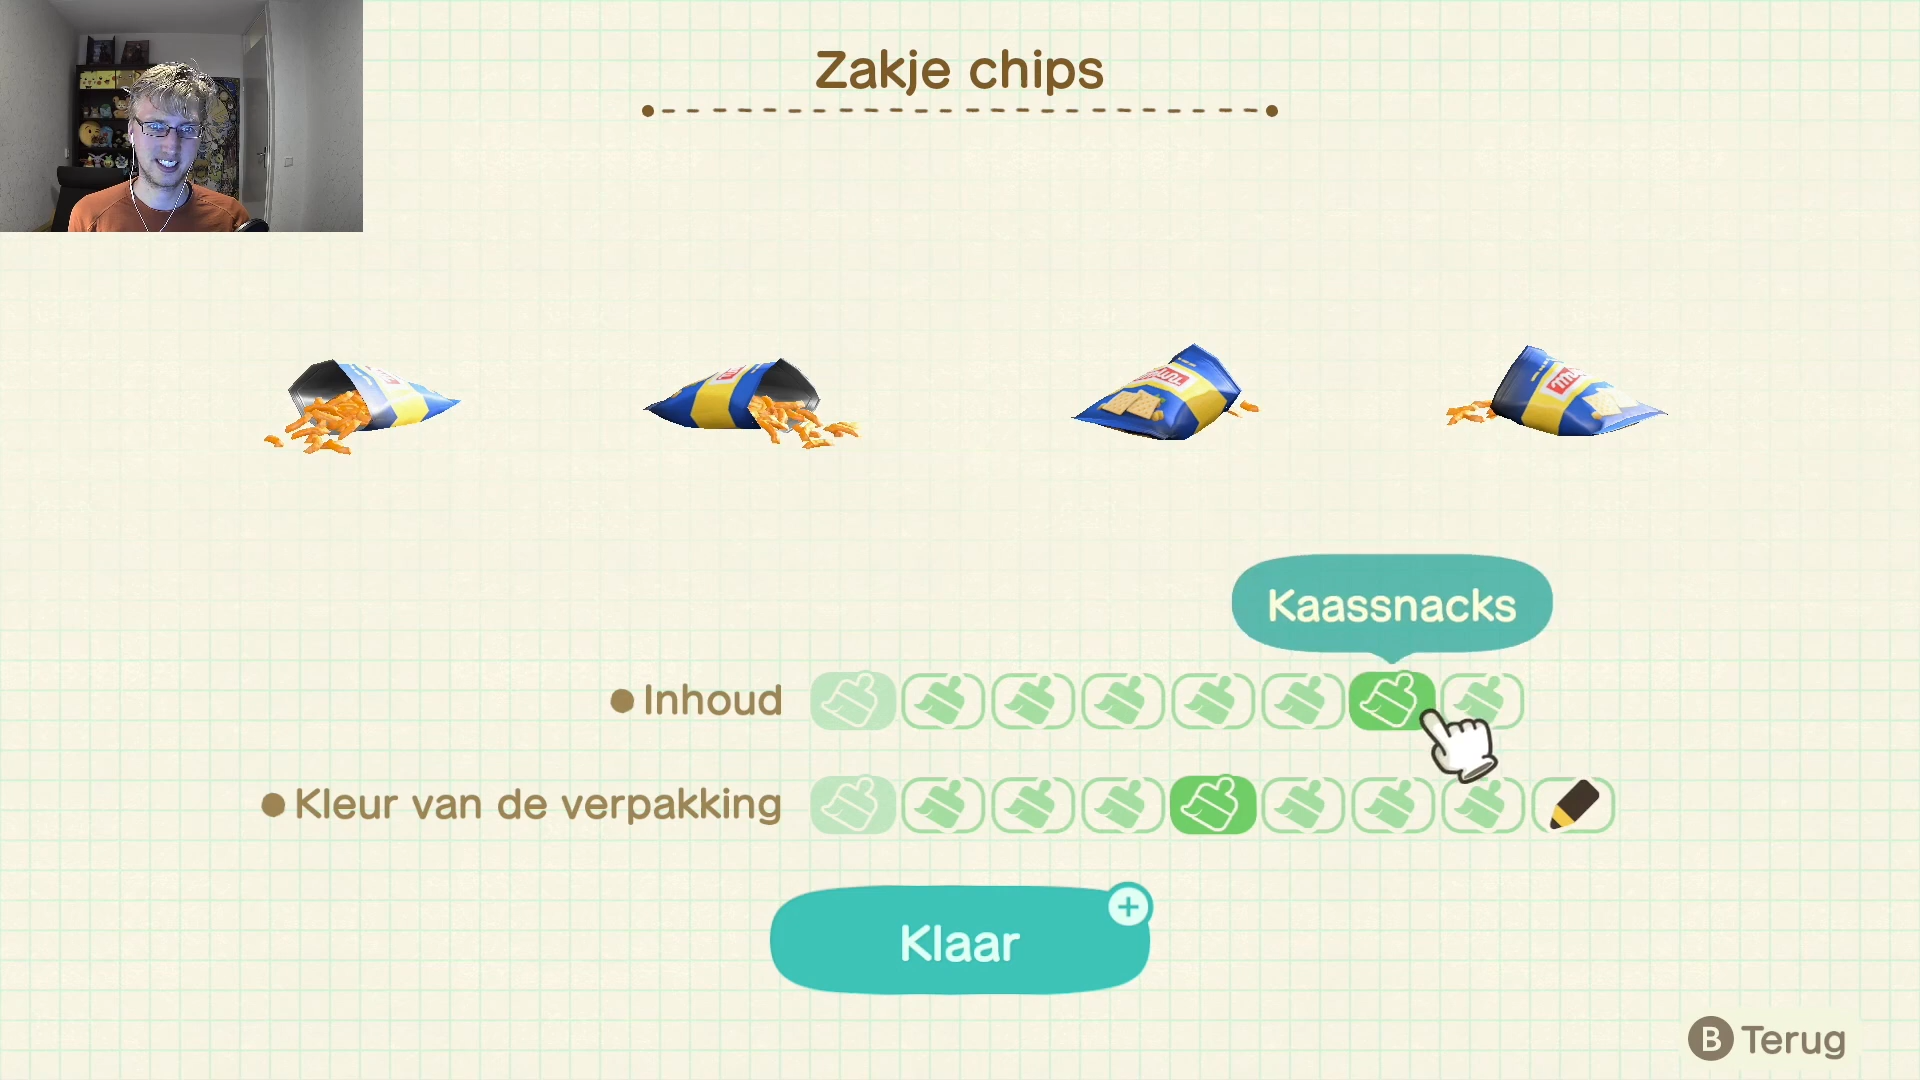 Zakje chips
Kaassnacks
Inhoud
Kleur van de verpakking
Klaar
B Terug